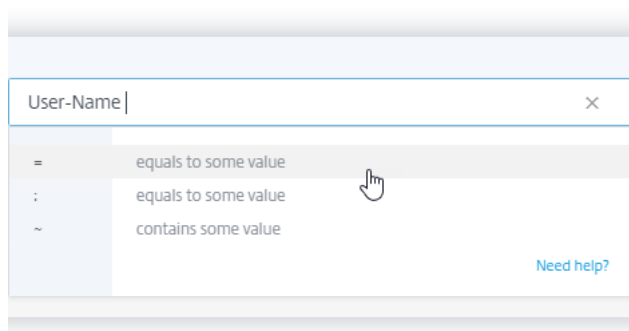 User-Name
= equals to some value
: equals to some value
~ contains some value
Need help?